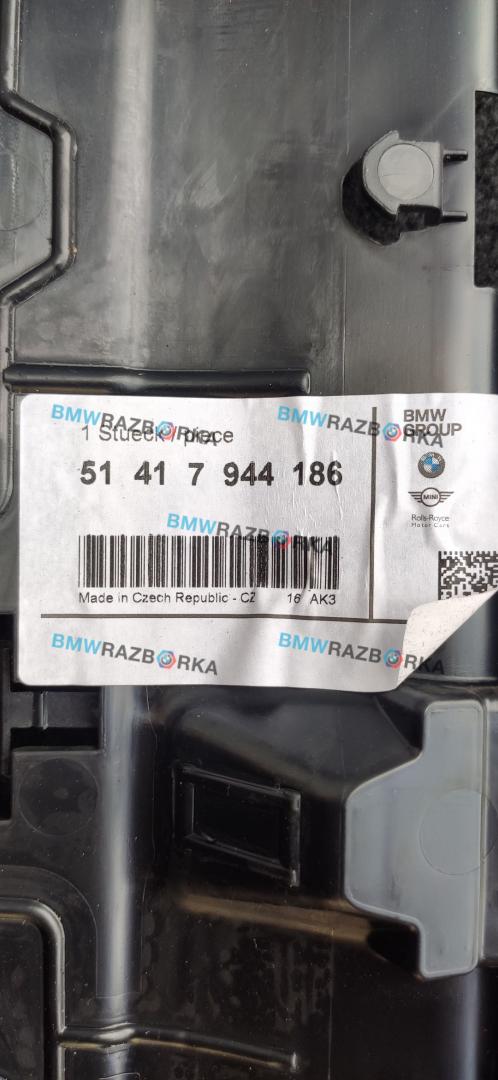 BMWRAZBORKA BMWRAZBORKA
1 Stueck / piece
BMW
GROUP
51 41 7 944 186
MINI
Rolls-Royce
Motor Cars
BMWRAZBORKA
Made in Czech Republic - CZ 16 AK3
BMWRAZBORKA BMWRAZBORKA